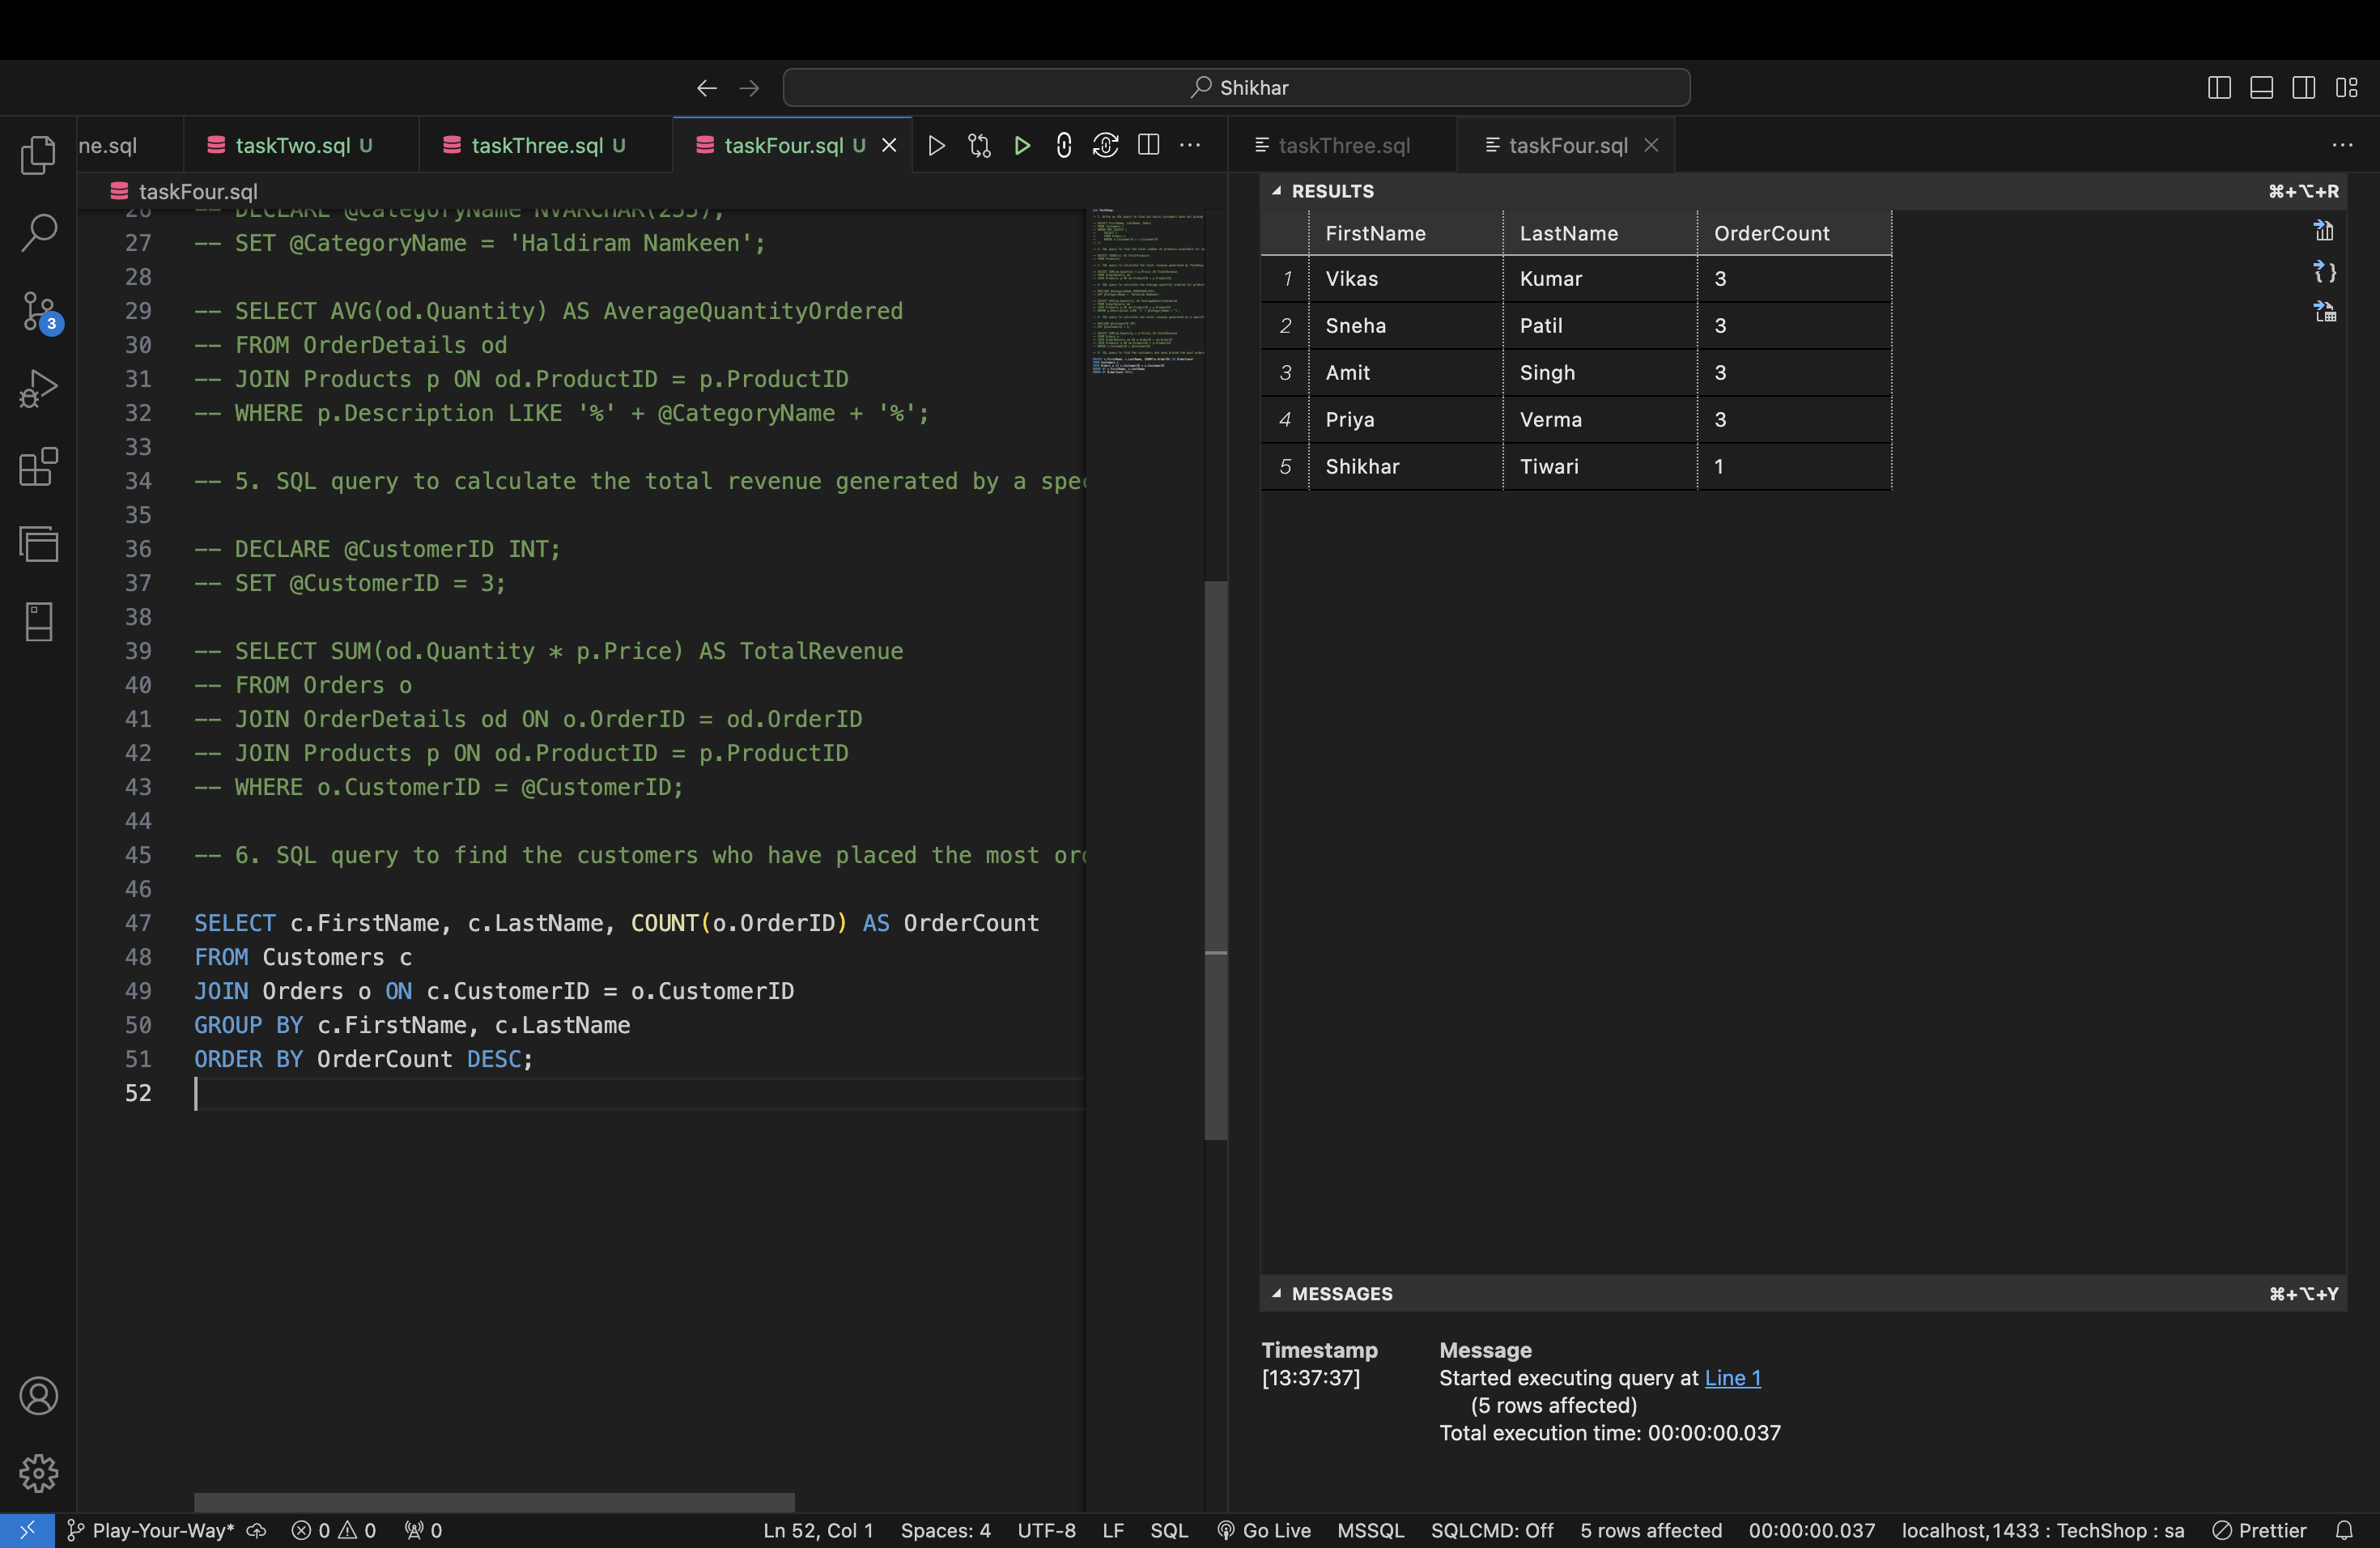 Shikhar
ne.sql
taskTwo.sql U
taskThree.sql U
taskFour.sql U
taskThree.sql
taskFour.sql
taskFour.sql
27 -- SET @CategoryName = 'Haldiram Namkeen';
28
29 -- SELECT AVG(od.Quantity) AS AverageQuantityOrdered
30 -- FROM OrderDetails od
31 -- JOIN Products p ON od.ProductID = p.ProductID
32 -- WHERE p.Description LIKE '%' + @CategoryName + '%';
33
34 -- 5. SQL query to calculate the total revenue generated by a spec
35
36 -- DECLARE @CustomerID INT;
37 -- SET @CustomerID = 3;
38
39 -- SELECT SUM(od.Quantity * p.Price) AS TotalRevenue
40 -- FROM Orders o
41 -- JOIN OrderDetails od ON o.OrderID = od.OrderID
42 -- JOIN Products p ON od.ProductID = p.ProductID
43 -- WHERE o.CustomerID = @CustomerID;
44
45 -- 6. SQL query to find the customers who have placed the most ord
46
47 SELECT c.FirstName, c.LastName, COUNT(o.OrderID) AS OrderCount
48 FROM Customers c
49 JOIN Orders o ON c.CustomerID = o.CustomerID
50 GROUP BY c.FirstName, c.LastName
51 ORDER BY OrderCount DESC;
52
RESULTS ⌘+⌥+R
FirstName LastName OrderCount
1 Vikas Kumar 3
2 Sneha Patil 3
3 Amit Singh 3
4 Priya Verma 3
5 Shikhar Tiwari 1
MESSAGES ⌘+⌥+Y
Timestamp Message
[13:37:37] Started executing query at Line 1
(5 rows affected)
Total execution time: 00:00:00.037
3
Play-Your-Way* 0 0 0 Ln 52, Col 1 Spaces: 4 UTF-8 LF SQL Go Live MSSQL SQLCMD: Off 5 rows affected 00:00:00.037 localhost,1433 : TechShop : sa Prettier